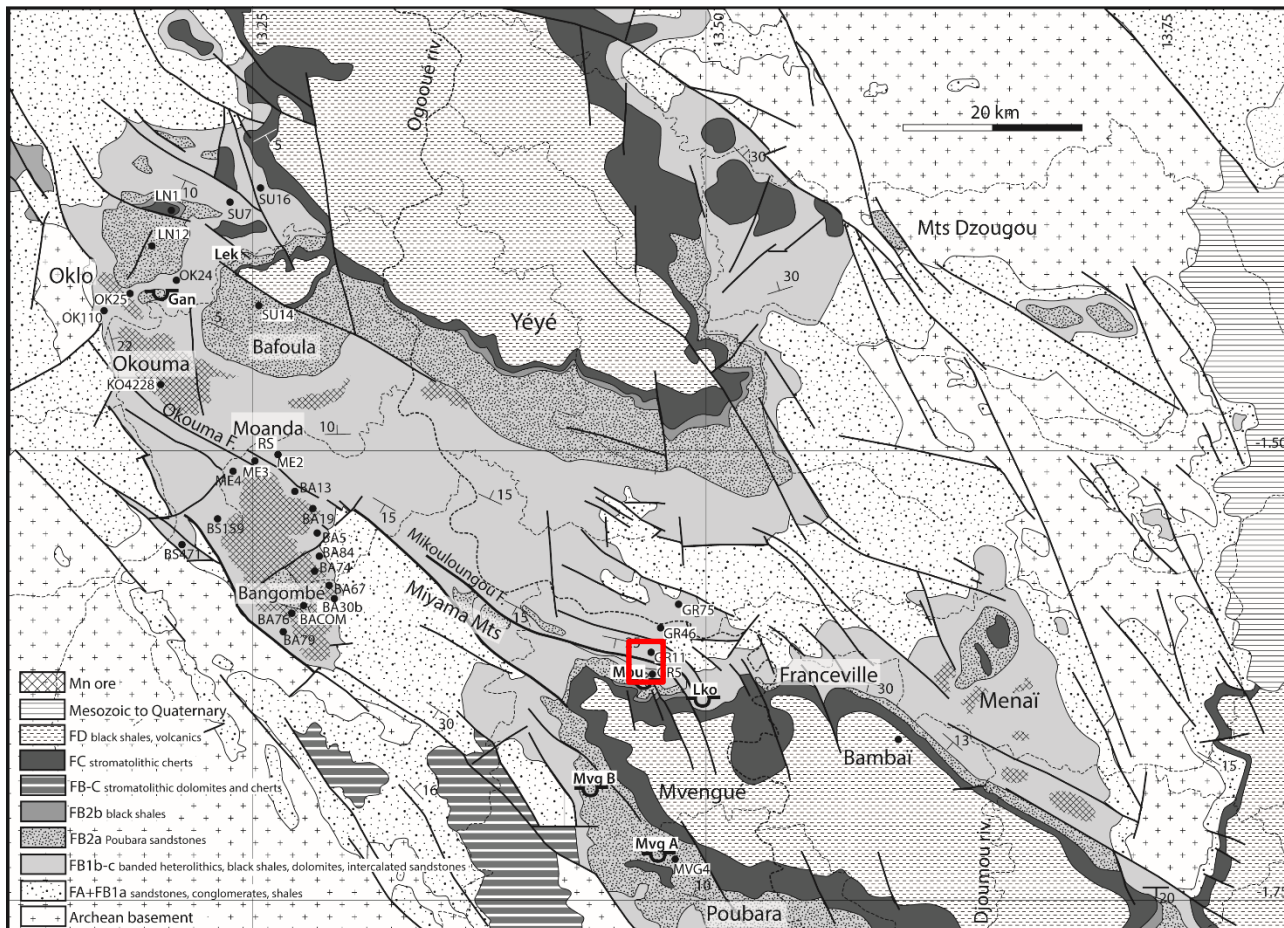 13.25
13.50
13.75
Ogooué riv.
5
20 km
30
LN1
10
SU16
SU7
LN12
Mts Dzougou
Lek
Oklo
OK24
30
OK25
Gan
SU14
OK110
5
Yéyé
22
Bafoula
Okouma
KO4228
Okouma F.
Moanda
10
-1.50
RS
ME2
ME3
ME4
BA13
15
BA19
15
BS159
BA5
BS471
BA84
Mikouloungou F.
BA74
BA67
Bangombé
Miyama Mts
BA30b
GR75
BA76
BACOM
15
GR46
BA79
GR11
Mou
GR5
Franceville
Mn ore
Lko
30
Menaï
Mesozoic to Quaternary
30
FD black shales, volcanics
13
Bambaï
FC stromatolithic cherts
15
FB-C stromatolithic dolomites and cherts
16
Mvg B
Mvengué
FB2b black shales
FB2a Poubara sandstones
Mvg A
Djoumou riv.
FB1b-c banded heterolithics, black shales, dolomites, intercalated sandstones
MVG4
10
FA+FB1a sandstones, conglomerates, shales
20
-1.75
Archean basement
Poubara